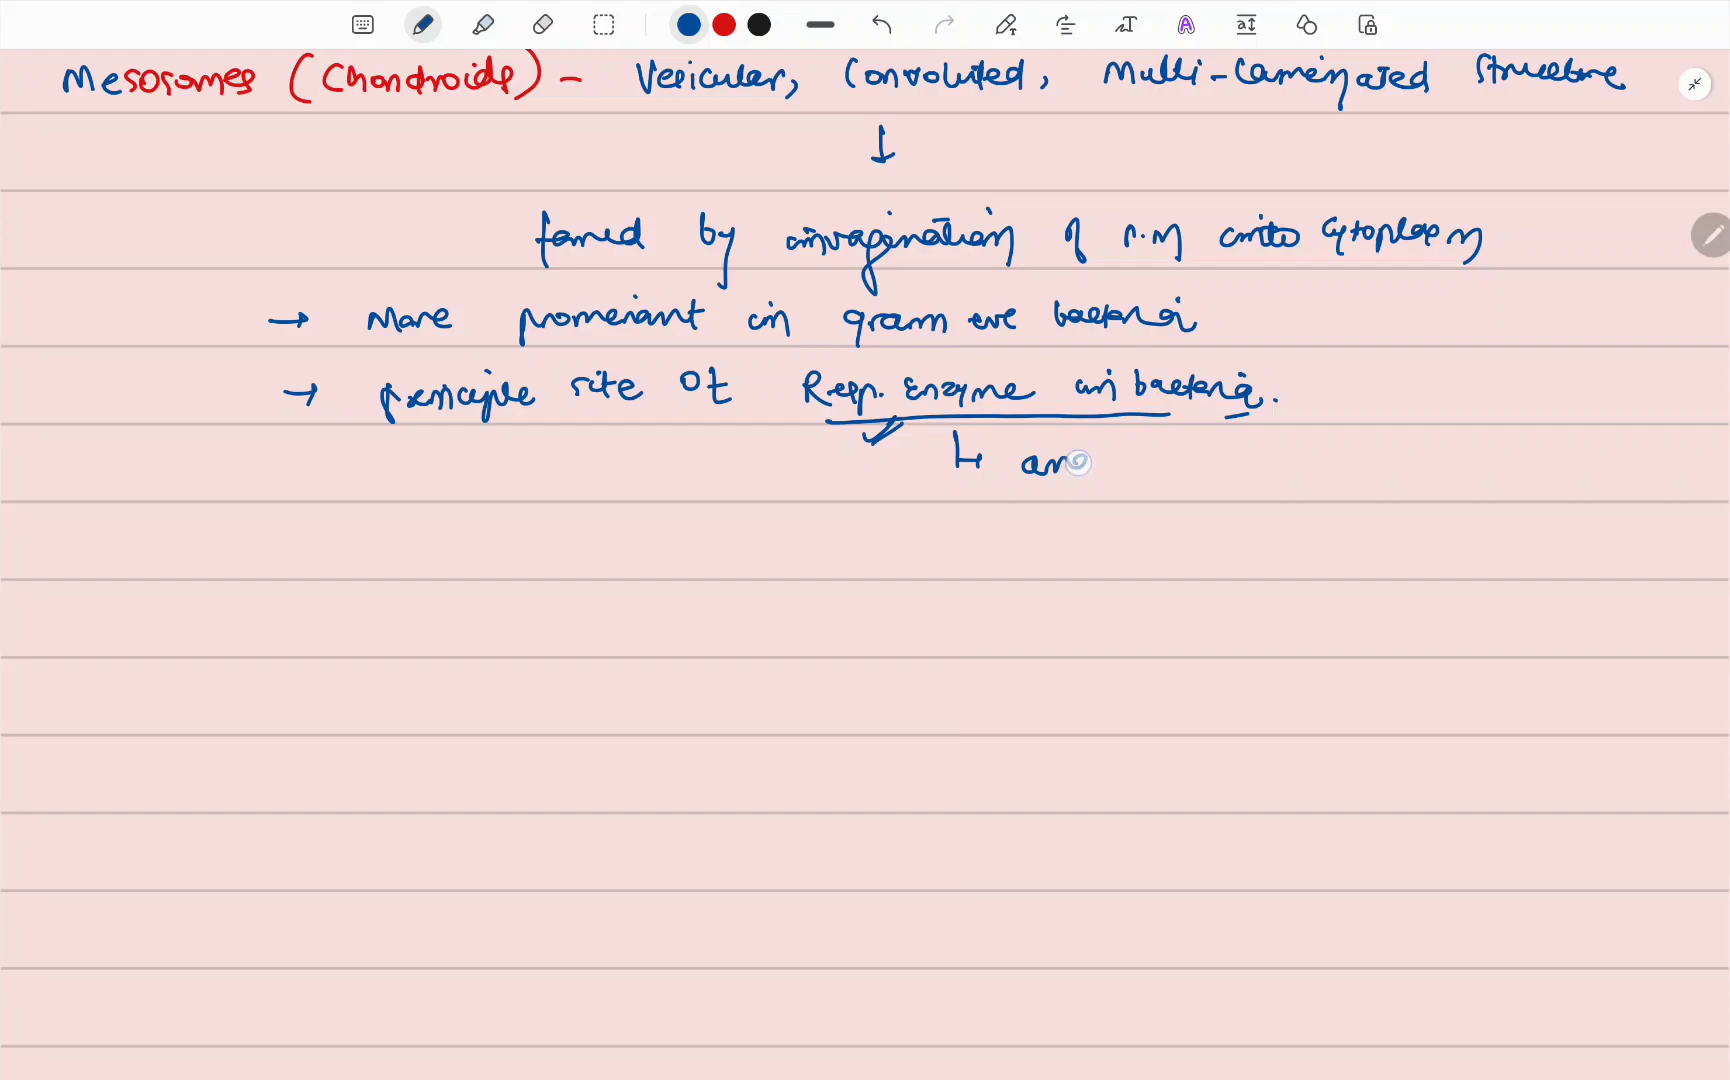 Mesosomes (Chondroids) - Vesicular, Convoluted, Multi-Laminated Structure
↓
formed by invagination of P.M into cytoplasm
→ More prominant in gram +ve bacteria
→ principle site of Resp. Enzyme in bacteria.
↳ an